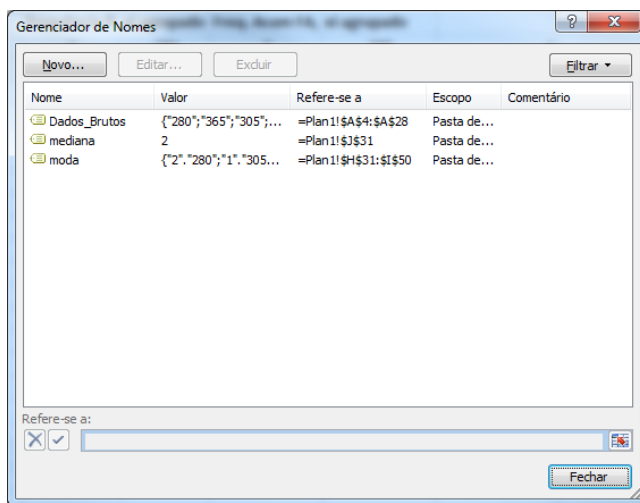 Gerenciador de Nomes
Novo... Editar... Excluir Filtrar
Nome Valor Refere-se a Escopo Comentário
Dados_Brutos {"280";"365";"305";... =Plan1!$A$4:$A$28 Pasta de...
mediana 2 =Plan1!$J$31 Pasta de...
moda {"2"."280";"1"."305... =Plan1!$H$31:$I$50 Pasta de...
Refere-se a:
Fechar